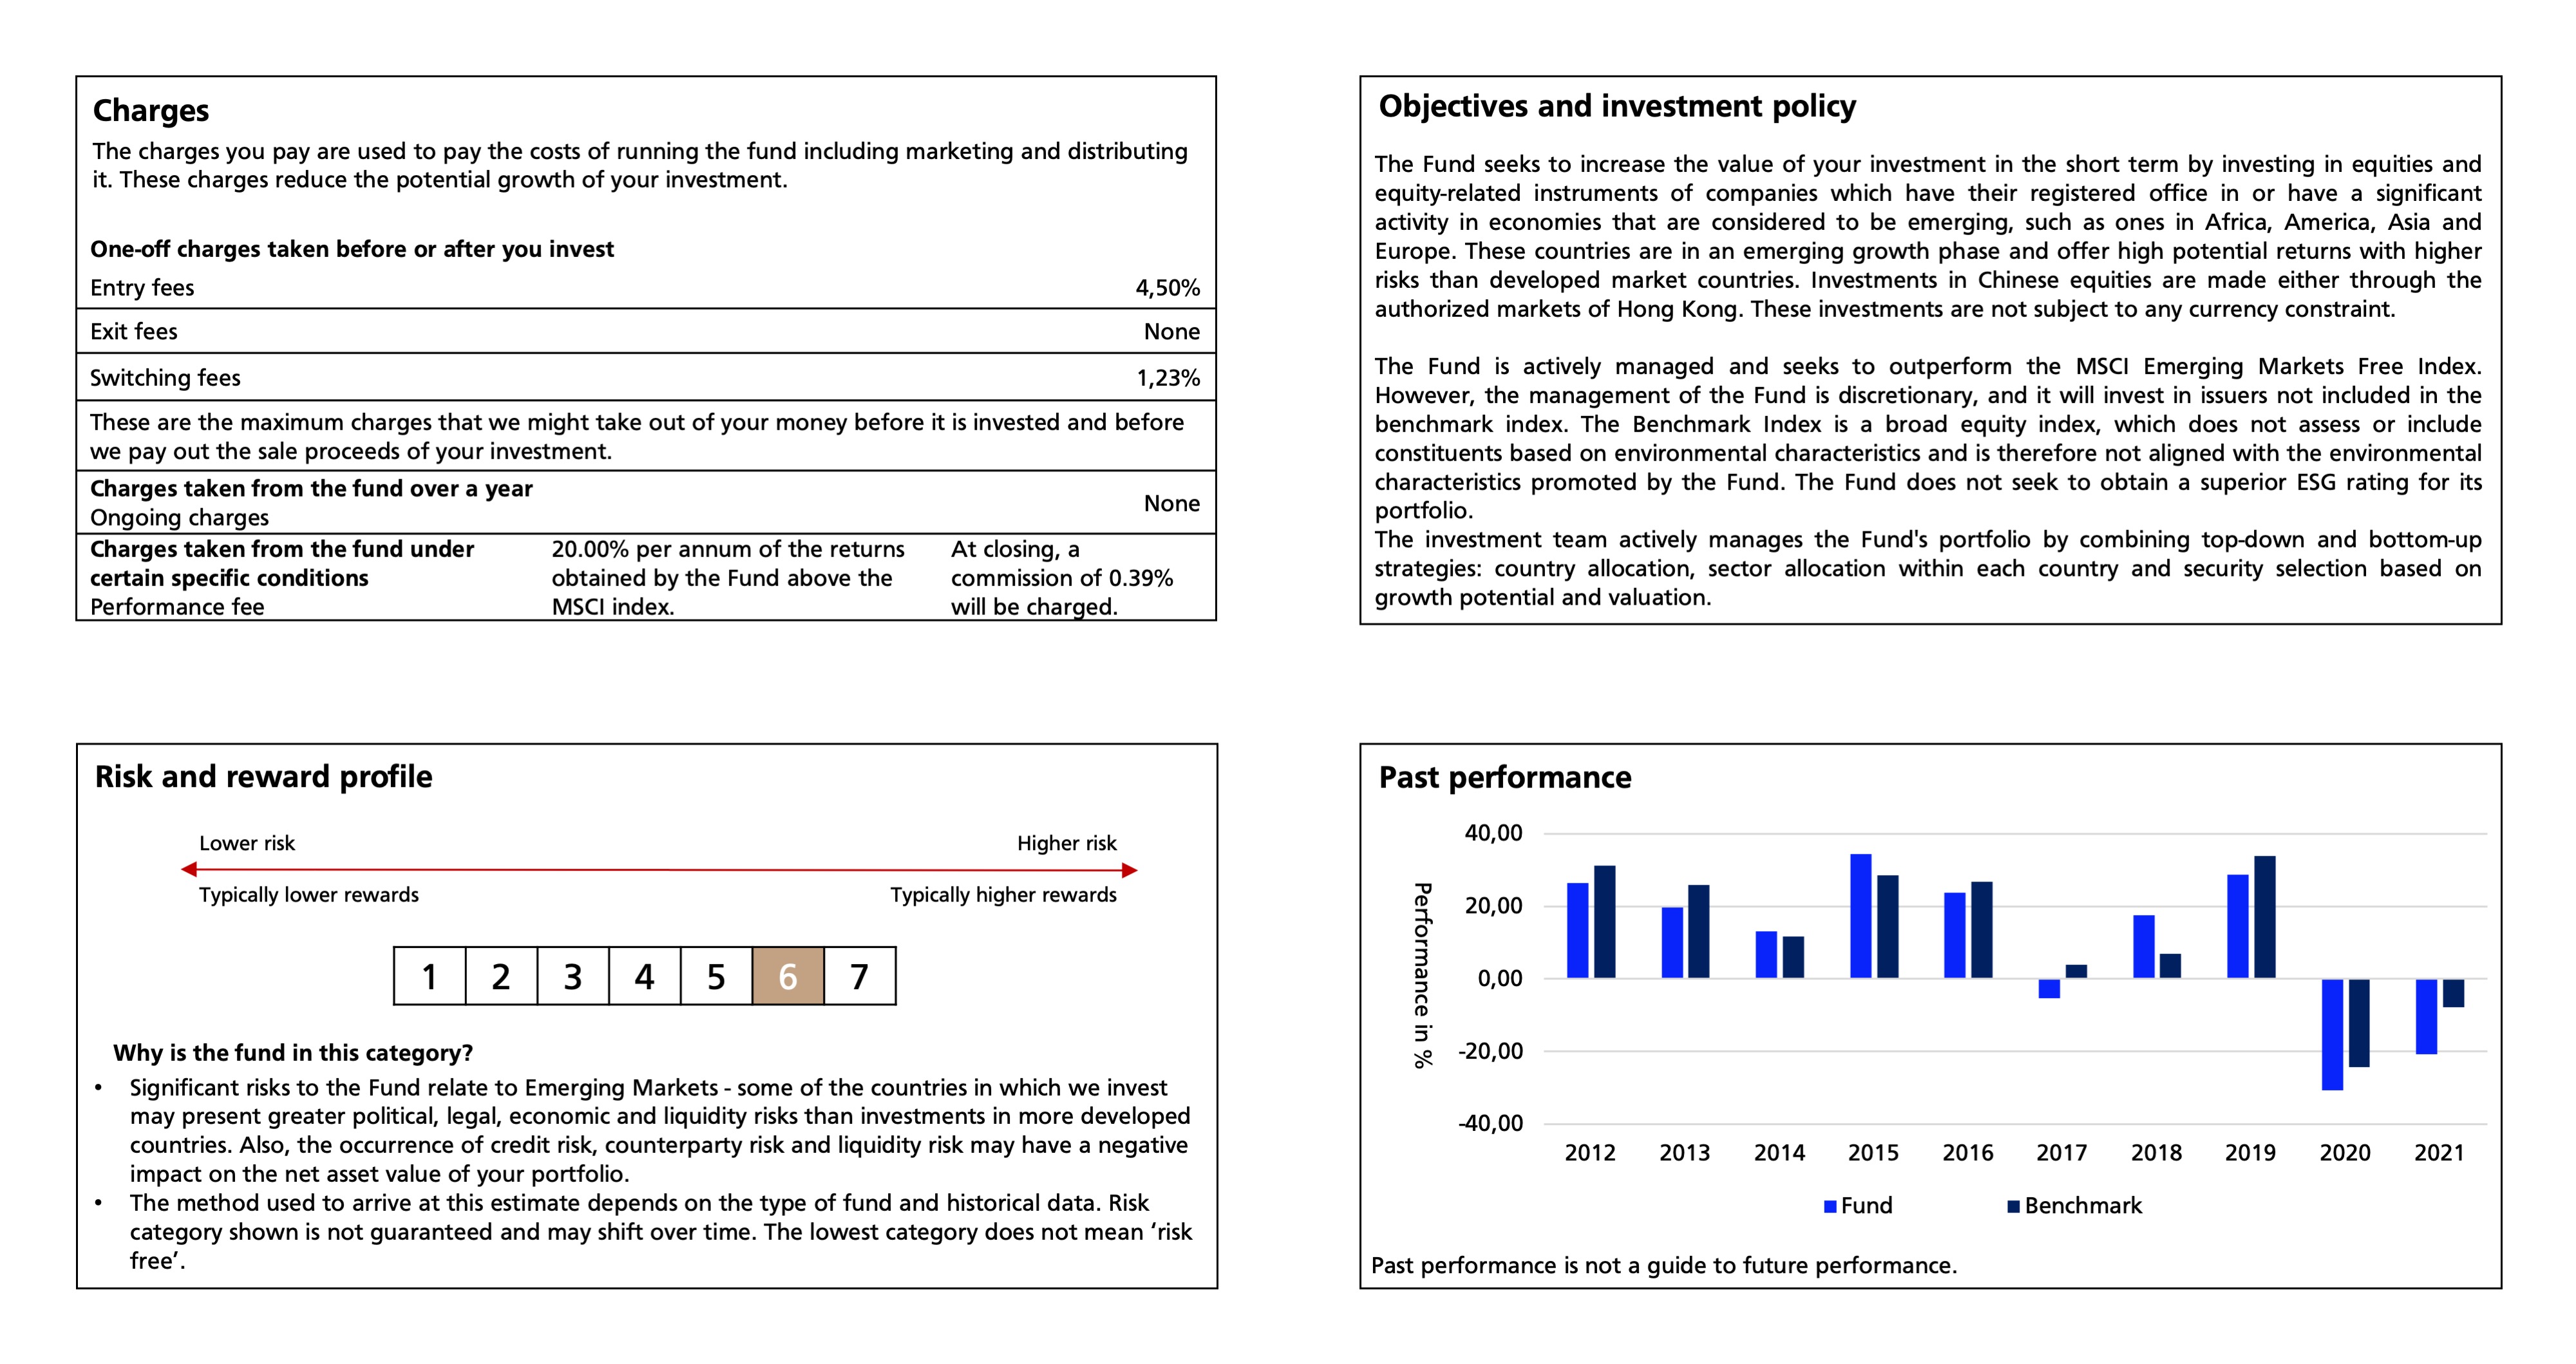 Charges
The charges you pay are used to pay the costs of running the fund including marketing and distributing
it. These charges reduce the potential growth of your investment.
One-off charges taken before or after you invest
Entry fees 4,50%
Exit fees None
Switching fees 1,23%
These are the maximum charges that we might take out of your money before it is invested and before
we pay out the sale proceeds of your investment.
Charges taken from the fund over a year
Ongoing charges
None
Charges taken from the fund under
certain specific conditions
Performance fee
20.00% per annum of the returns
obtained by the Fund above the
MSCI index.
At closing, a
commission of 0.39%
will be charged.
Objectives and investment policy
The Fund seeks to increase the value of your investment in the short term by investing in equities and
equity-related instruments of companies which have their registered office in or have a significant
activity in economies that are considered to be emerging, such as ones in Africa, America, Asia and
Europe. These countries are in an emerging growth phase and offer high potential returns with higher
risks than developed market countries. Investments in Chinese equities are made either through the
authorized markets of Hong Kong. These investments are not subject to any currency constraint.
The Fund is actively managed and seeks to outperform the MSCI Emerging Markets Free Index.
However, the management of the Fund is discretionary, and it will invest in issuers not included in the
benchmark index. The Benchmark Index is a broad equity index, which does not assess or include
constituents based on environmental characteristics and is therefore not aligned with the environmental
characteristics promoted by the Fund. The Fund does not seek to obtain a superior ESG rating for its
portfolio.
The investment team actively manages the Fund's portfolio by combining top-down and bottom-up
strategies: country allocation, sector allocation within each country and security selection based on
growth potential and valuation.
Risk and reward profile
Lower risk Higher risk
Typically lower rewards Typically higher rewards
1 2 3 4 5 6 7
Why is the fund in this category?
• Significant risks to the Fund relate to Emerging Markets - some of the countries in which we invest
may present greater political, legal, economic and liquidity risks than investments in more developed
countries. Also, the occurrence of credit risk, counterparty risk and liquidity risk may have a negative
impact on the net asset value of your portfolio.
• The method used to arrive at this estimate depends on the type of fund and historical data. Risk
category shown is not guaranteed and may shift over time. The lowest category does not mean ‘risk
free’.
Past performance
Performance in %
40,00
20,00
0,00
-20,00
-40,00
2012 2013 2014 2015 2016 2017 2018 2019 2020 2021
Fund Benchmark
Past performance is not a guide to future performance.